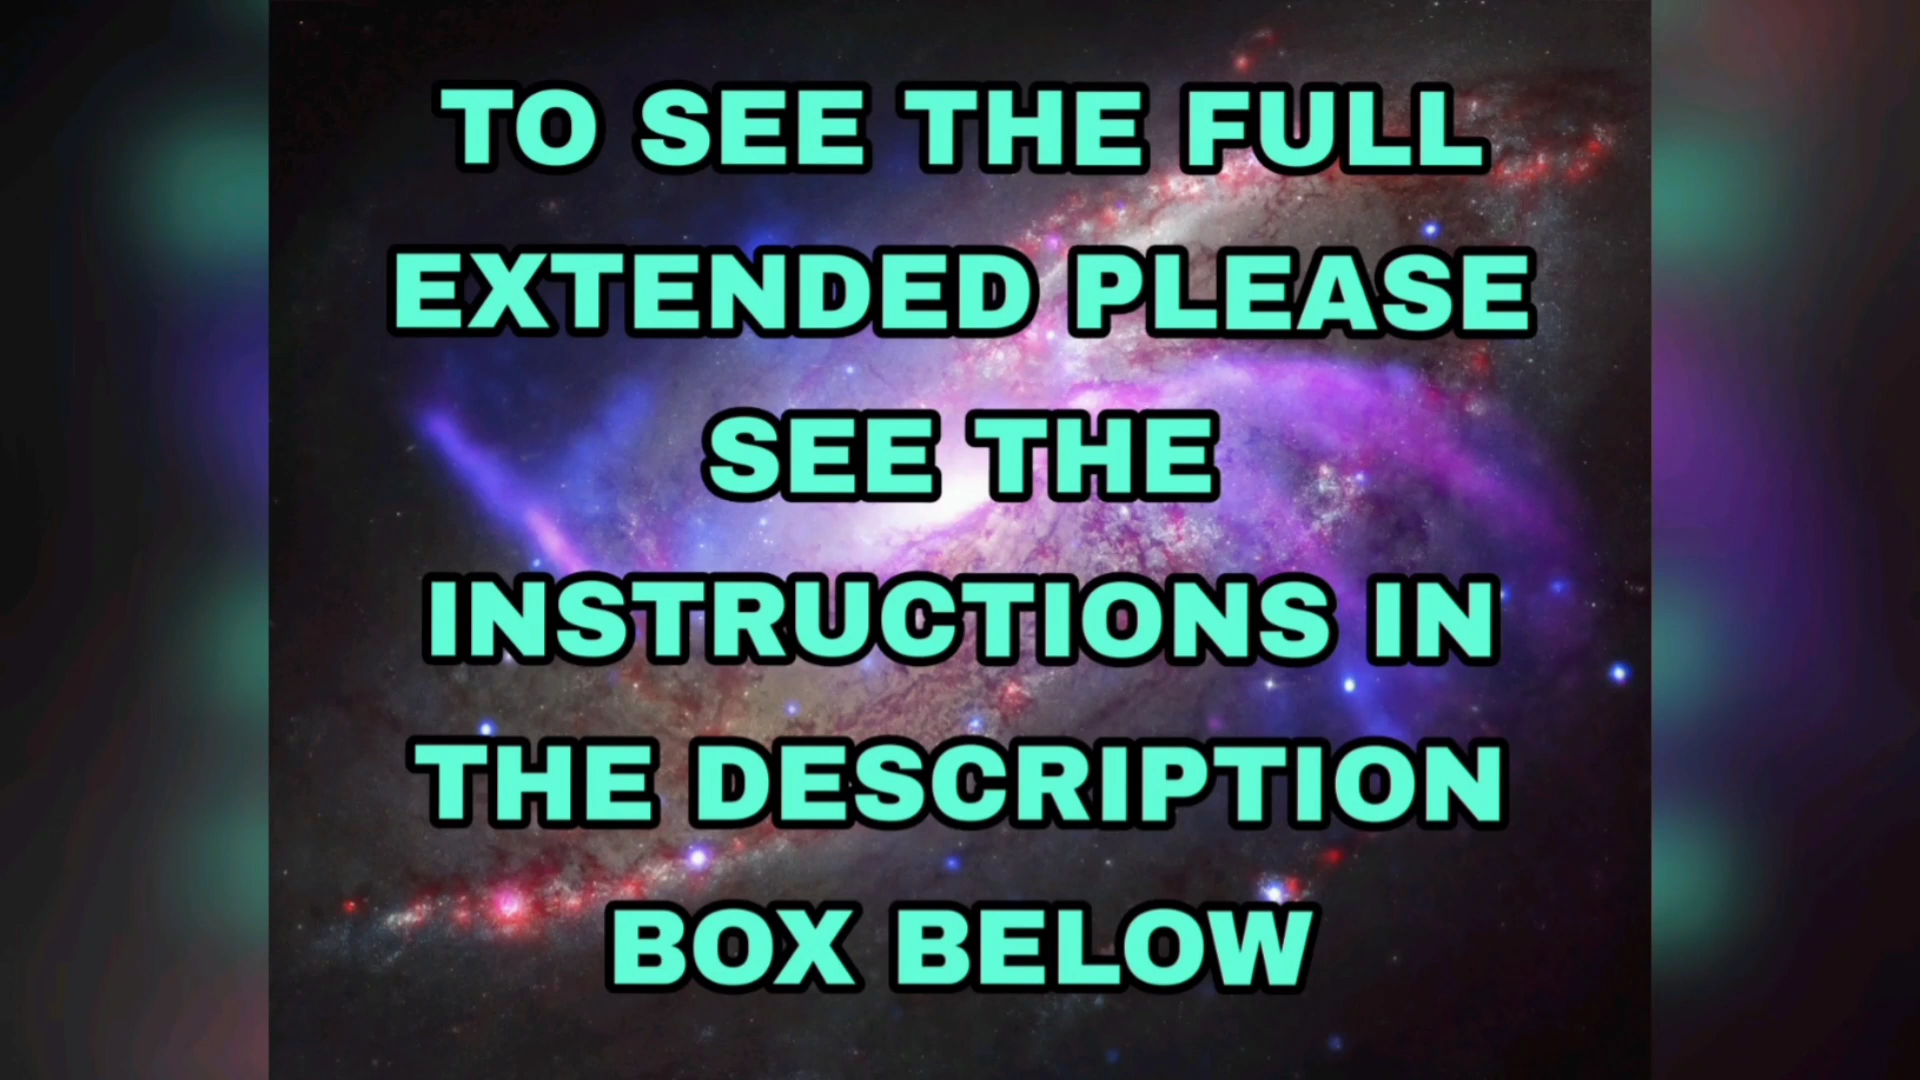 TO SEE THE FULL
EXTENDED PLEASE
SEE THE
INSTRUCTIONS IN
THE DESCRIPTION
BOX BELOW